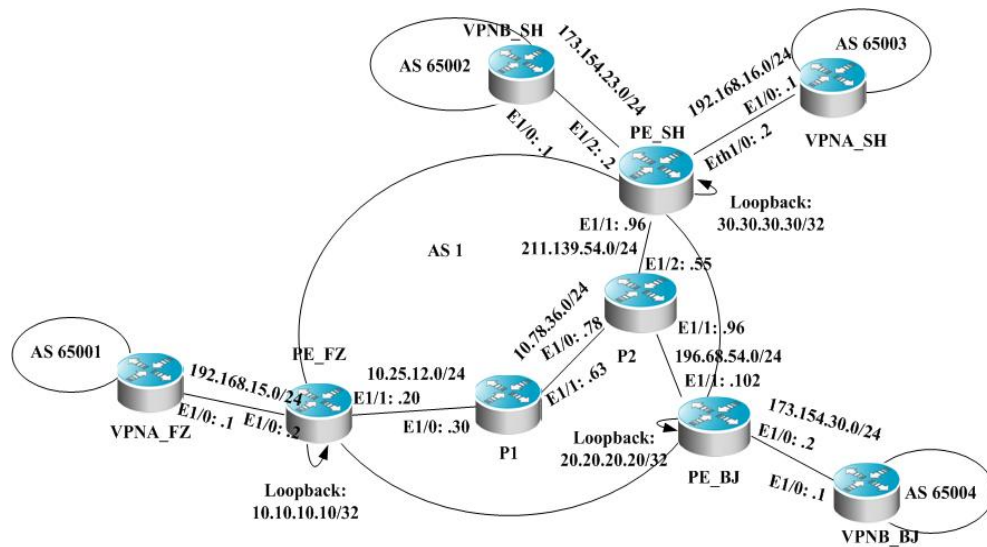 VPNB_SH
AS 65002
173.154.23.0/24
E1/0: .1
E1/2: .2
AS 65003
192.168.16.0/24
E1/0: .1
Eth1/0: .2
VPNA_SH
PE_SH
Loopback:
30.30.30.30/32
E1/1: .96
211.139.54.0/24
E1/2: .55
AS 1
10.78.36.0/24
E1/0: .78
E1/1: .63
P2
E1/1: .96
196.68.54.0/24
E1/1: .102
AS 65001
PE_FZ
192.168.15.0/24
E1/0: .1
E1/0: .2
VPNA_FZ
10.25.12.0/24
E1/1: .20
E1/0: .30
P1
Loopback:
10.10.10.10/32
Loopback:
20.20.20.20/32
PE_BJ
173.154.30.0/24
E1/0: .2
E1/0: .1
AS 65004
VPNB_BJ